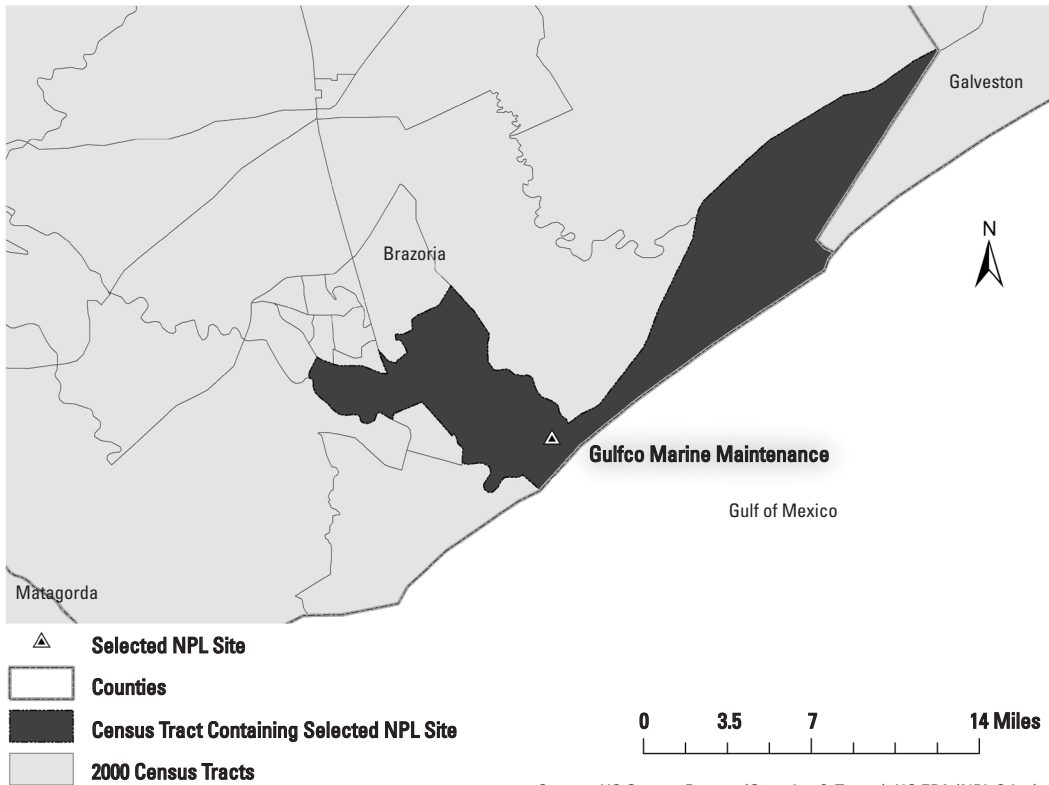 Galveston
N
Brazoria
Gulfco Marine Maintenance
Gulf of Mexico
Matagorda
Selected NPL Site
Counties
Census Tract Containing Selected NPL Site
2000 Census Tracts
0 3.5 7 14 Miles